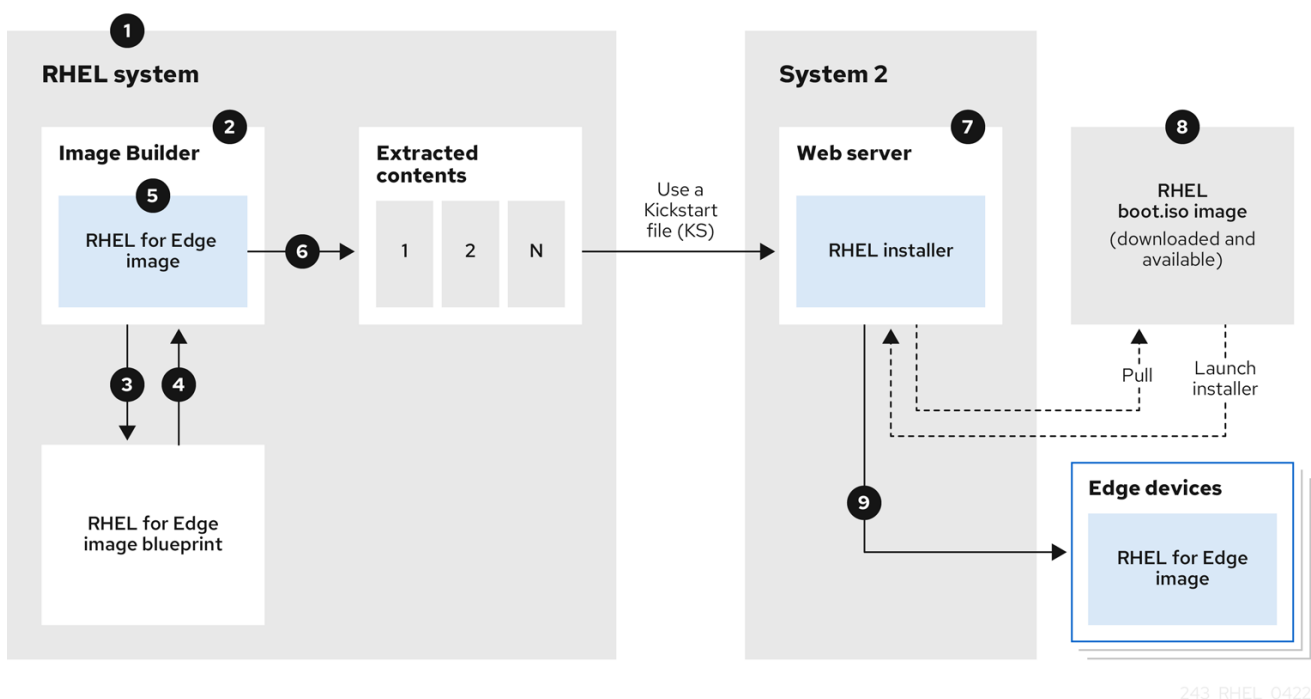 1
RHEL system
2
Image Builder
5
RHEL for Edge
image
6
Extracted
contents
1
2
N
Use a
Kickstart
file (KS)
3
4
RHEL for Edge
image blueprint
System 2
7
Web server
RHEL installer
8
RHEL
boot.iso image
(downloaded and
available)
Pull
Launch
installer
9
Edge devices
RHEL for Edge
image
243_RHEL_0422